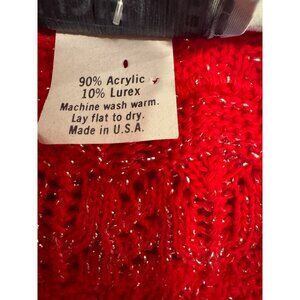 90% Acrylic
10% Lurex
Machine wash warm.
Lay flat to dry.
Made in U.S.A.